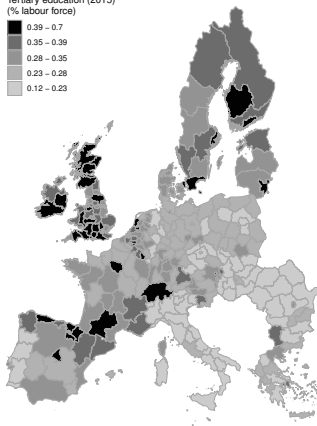 Tertiary education (2013)
(% labour force)
0.39 − 0.7
0.35 − 0.39
0.28 − 0.35
0.23 − 0.28
0.12 − 0.23